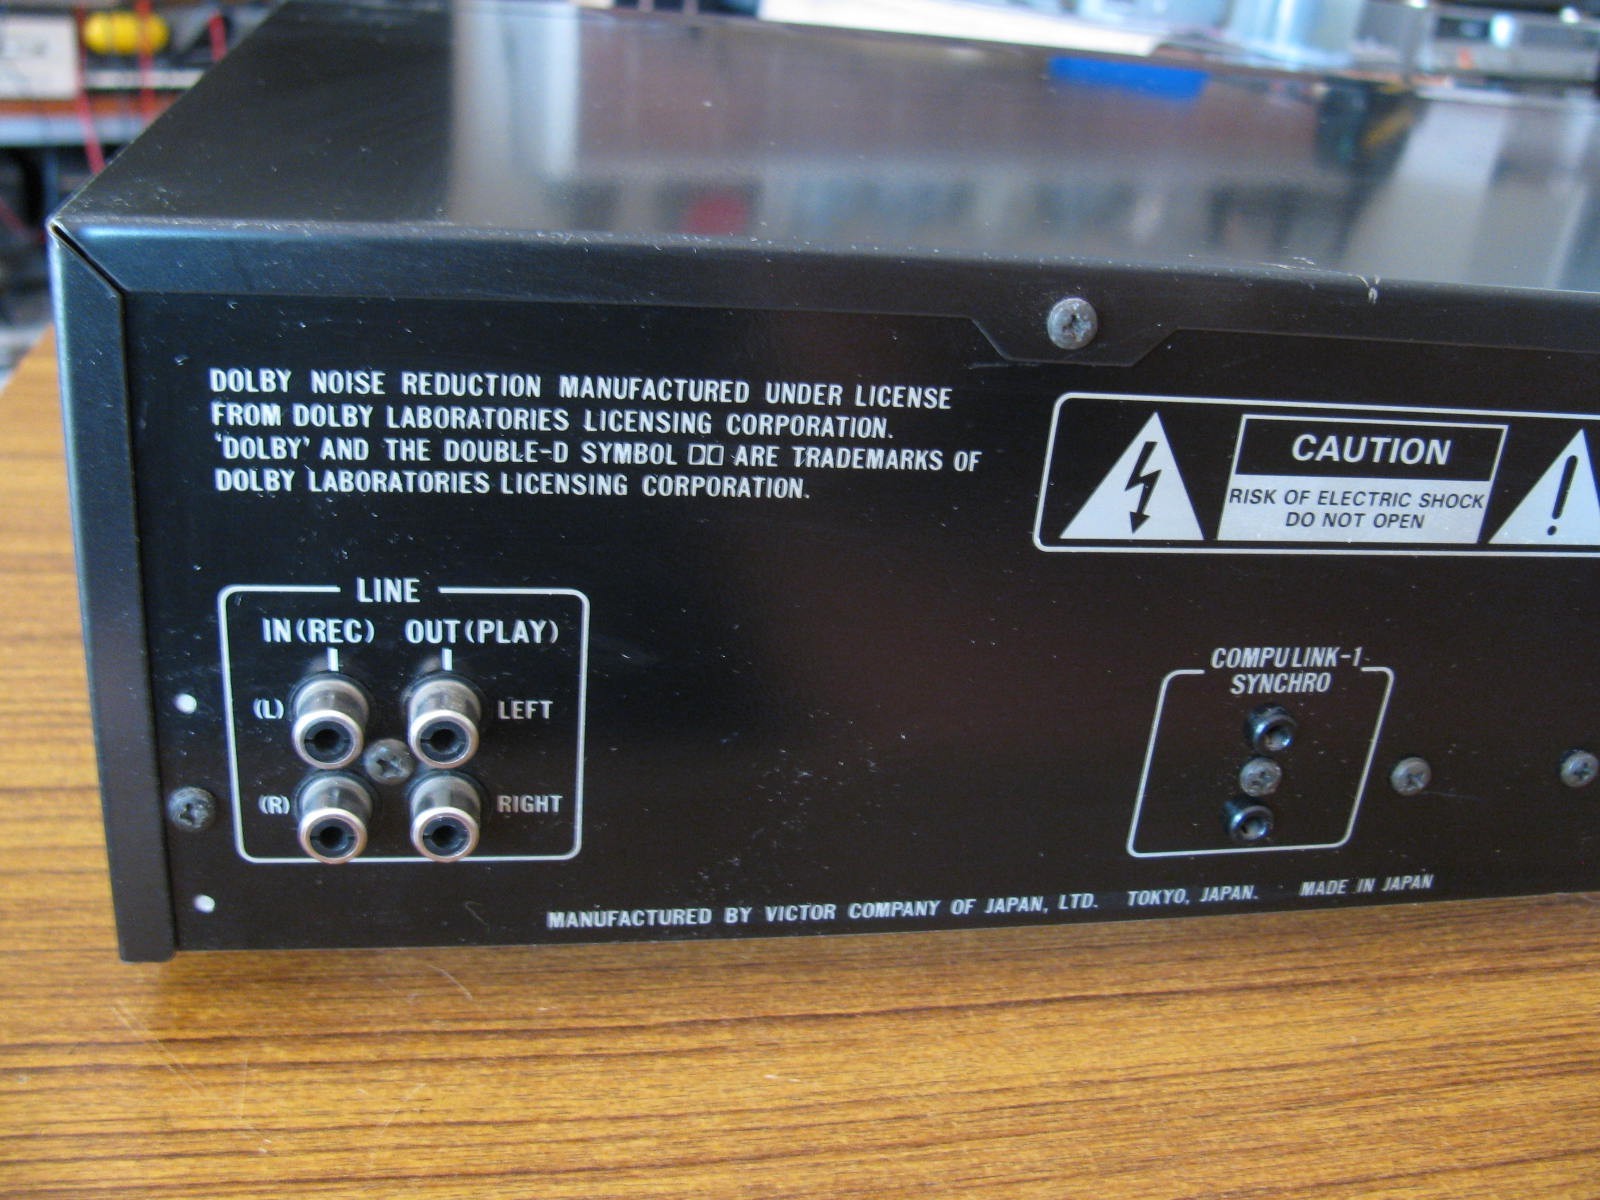 DOLBY NOISE REDUCTION MANUFACTURED UNDER LICENSE
FROM DOLBY LABORATORIES LICENSING CORPORATION.
'DOLBY' AND THE DOUBLE-D SYMBOL ARE TRADEMARKS OF
DOLBY LABORATORIES LICENSING CORPORATION.
CAUTION
RISK OF ELECTRIC SHOCK
DO NOT OPEN
LINE
IN(REC) OUT(PLAY)
(L) LEFT
(R) RIGHT
COMPULINK-1
SYNCHRO
MANUFACTURED BY VICTOR COMPANY OF JAPAN, LTD. TOKYO, JAPAN. MADE IN JAPAN